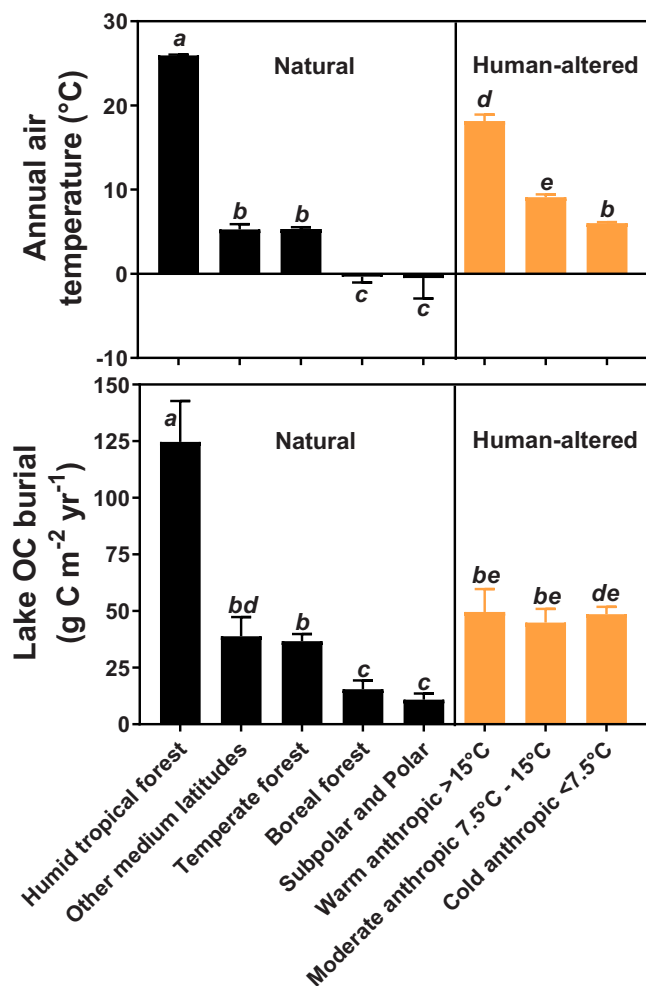 Annual air
temperature (°C)
30
20
10
0
-10
Natural
Human-altered
a
b
b
c
c
d
e
b
Lake OC burial
(g C m⁻² yr⁻¹)
150
125
100
75
50
25
0
Natural
Human-altered
a
bd
b
c
c
be
be
de
Humid tropical forest
Other medium latitudes
Temperate forest
Boreal forest
Subpolar and Polar
Warm anthropic >15°C
Moderate anthropic 7.5°C - 15°C
Cold anthropic <7.5°C